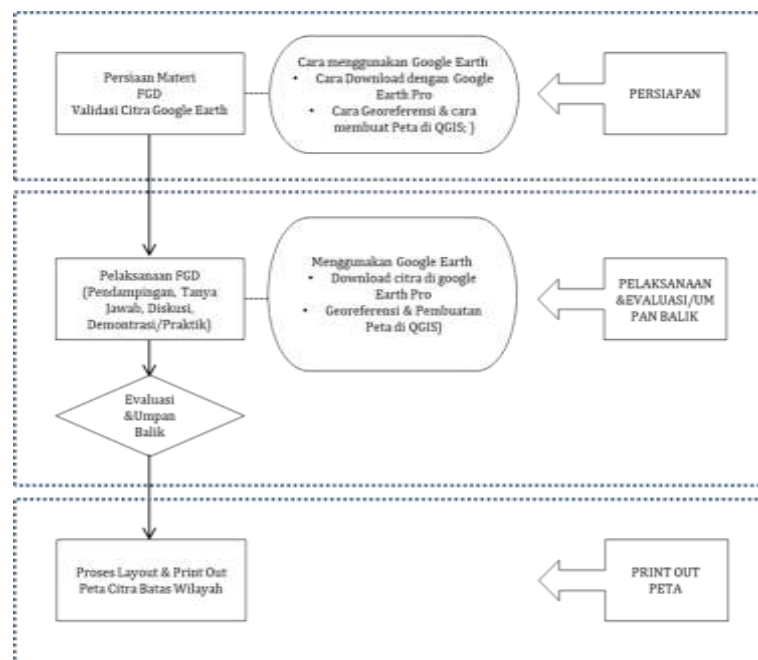 Persiaan Materi
FGD
Validasi Citra Google Earth
Cara menggunakan Google Earth
• Cara Download dengan Google
Earth Pro
• Cara Georeferensi & cara
membuat Peta di QGIS; )
PERSIAPAN
Pelaksanaan FGD
(Pendampingan, Tanya
Jawab, Diskusi,
Demontrasi/Praktik)
Menggunakan Google Earth
• Download citra di google
Earth Pro
• Georeferensi & Pembuatan
Peta di QGIS)
PELAKSANAAN
&EVALUASI/UM
PAN BALIK
Evaluasi
&Umpan
Balik
Proses Layout & Print Out
Peta Citra Batas Wilayah
PRINT OUT
PETA